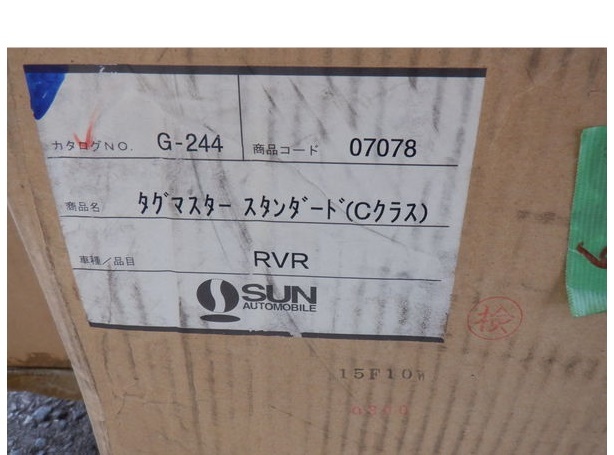 カタログNO. G-244 商品コード 07078
商品名 タグマスター スタンダード(Cクラス)
車種/品目 RVR
SUN
AUTOMOBILE
検
15F10W